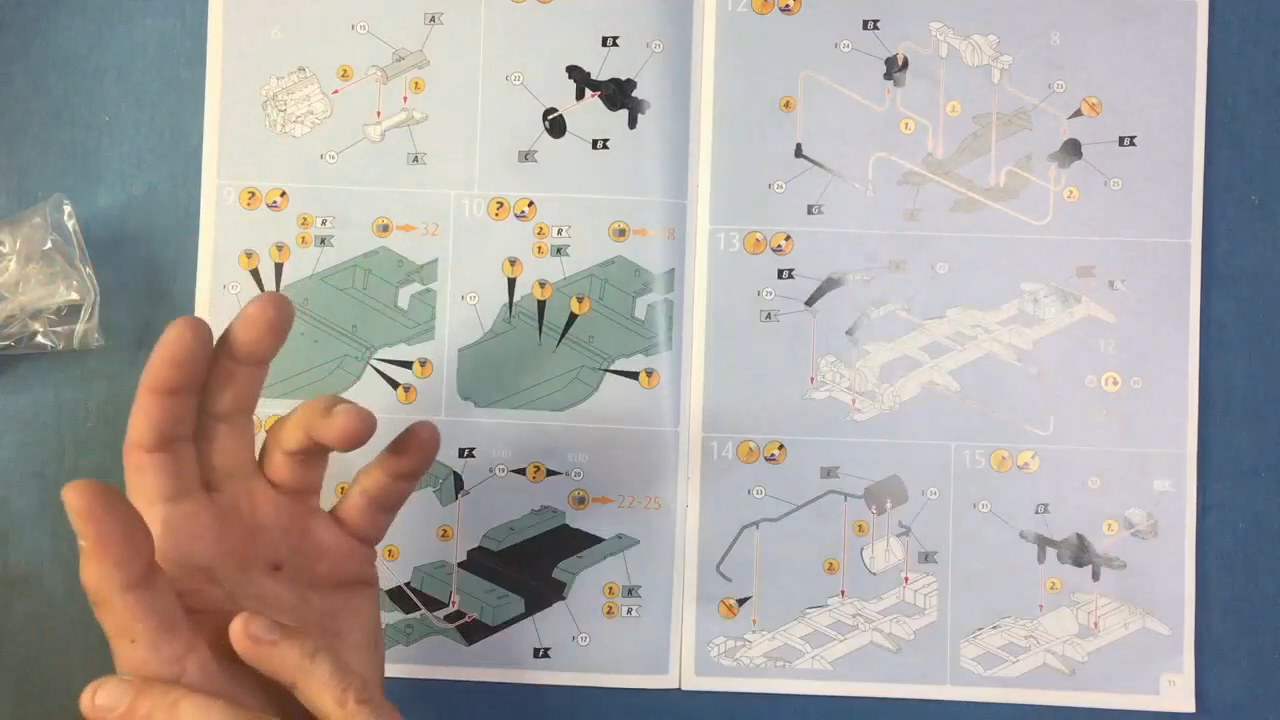 6
E 15
A
2.
1.
E 16
A
B
E 21
C 22
B
C
12
B
E 24
8
E 23
4.
3.
1.
B
E 26
G
2.
E 25
9
?
2. R
1. K
32
F 17
10
?
2. R
1. K
F 17
13
B
E 29
A
12
F
G 19
?
G 20
22-25
1.
2.
1.
1. K
2. R
F 17
F
14
E 33
E 34
1.
2.
15
E 31
B
1.
2.
11